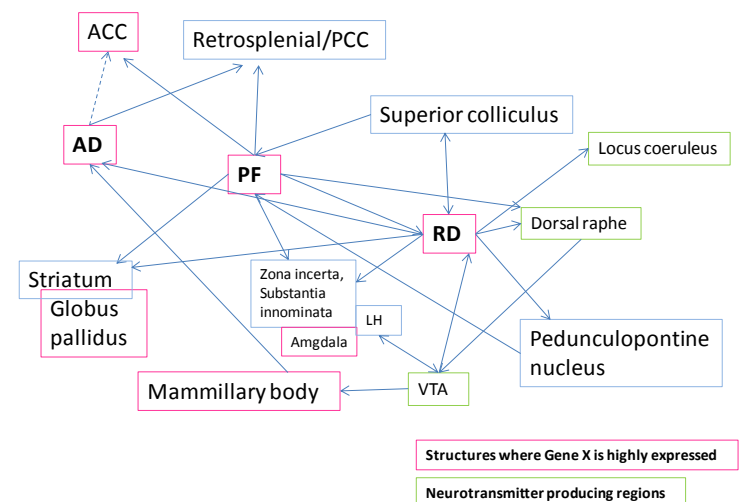 ACC
Retrosplenial/PCC
Superior colliculus
Locus coeruleus
AD
PF
RD
Dorsal raphe
Striatum
Globus
pallidus
Zona incerta,
Substantia
innominata
LH
Amgdala
Pedunculopontine
nucleus
Mammillary body
VTA
Structures where Gene X is highly expressed
Neurotransmitter producing regions